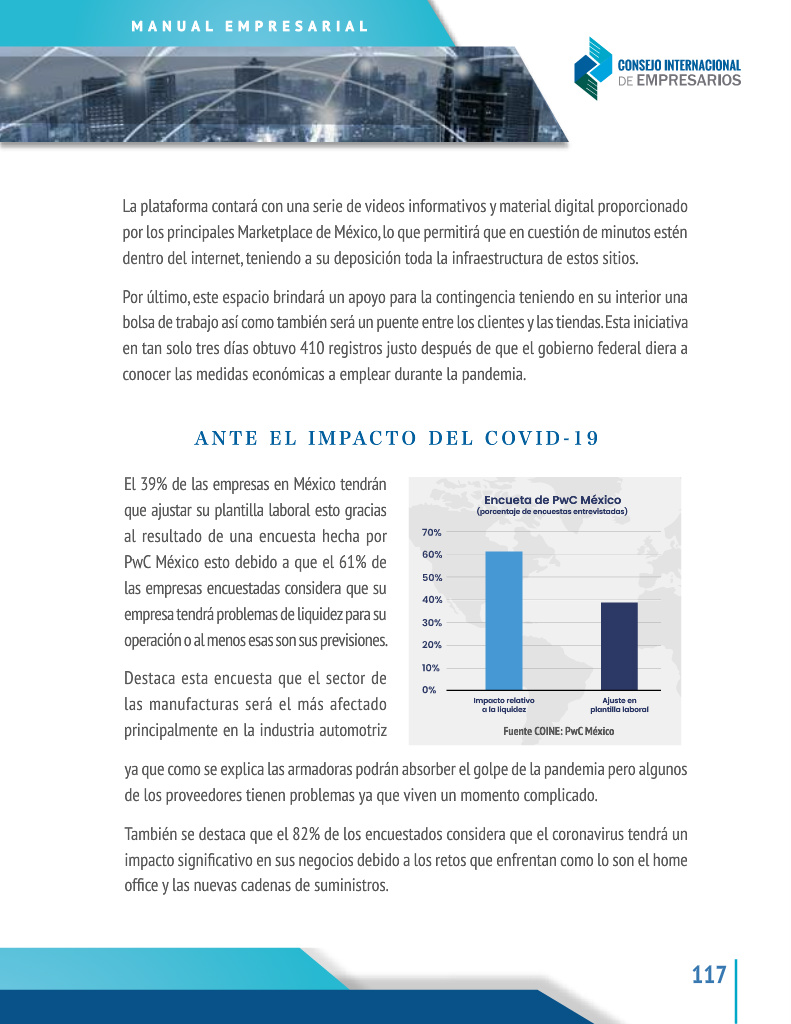 MANUAL EMPRESARIAL
CONSEJO INTERNACIONAL
DE EMPRESARIOS
La plataforma contará con una serie de videos informativos y material digital proporcionado
por los principales Marketplace de México, lo que permitirá que en cuestión de minutos estén
dentro del internet, teniendo a su deposición toda la infraestructura de estos sitios.
Por último, este espacio brindará un apoyo para la contingencia teniendo en su interior una
bolsa de trabajo así como también será un puente entre los clientes y las tiendas. Esta iniciativa
en tan solo tres días obtuvo 410 registros justo después de que el gobierno federal diera a
conocer las medidas económicas a emplear durante la pandemia.
ANTE EL IMPACTO DEL COVID-19
El 39% de las empresas en México tendrán
que ajustar su plantilla laboral esto gracias
al resultado de una encuesta hecha por
PwC México esto debido a que el 61% de
las empresas encuestadas considera que su
empresa tendrá problemas de liquidez para su
operación o al menos esas son sus previsiones.
Destaca esta encuesta que el sector de
las manufacturas será el más afectado
principalmente en la industria automotriz
Encueta de PwC México
(porcentaje de encuestas entrevistadas)
70%
60%
50%
40%
30%
20%
10%
0%
Impacto relativo
a la liquidez
Ajuste en
plantilla laboral
Fuente COINE: PwC México
ya que como se explica las armadoras podrán absorber el golpe de la pandemia pero algunos
de los proveedores tienen problemas ya que viven un momento complicado.
También se destaca que el 82% de los encuestados considera que el coronavirus tendrá un
impacto significativo en sus negocios debido a los retos que enfrentan como lo son el home
office y las nuevas cadenas de suministros.
117